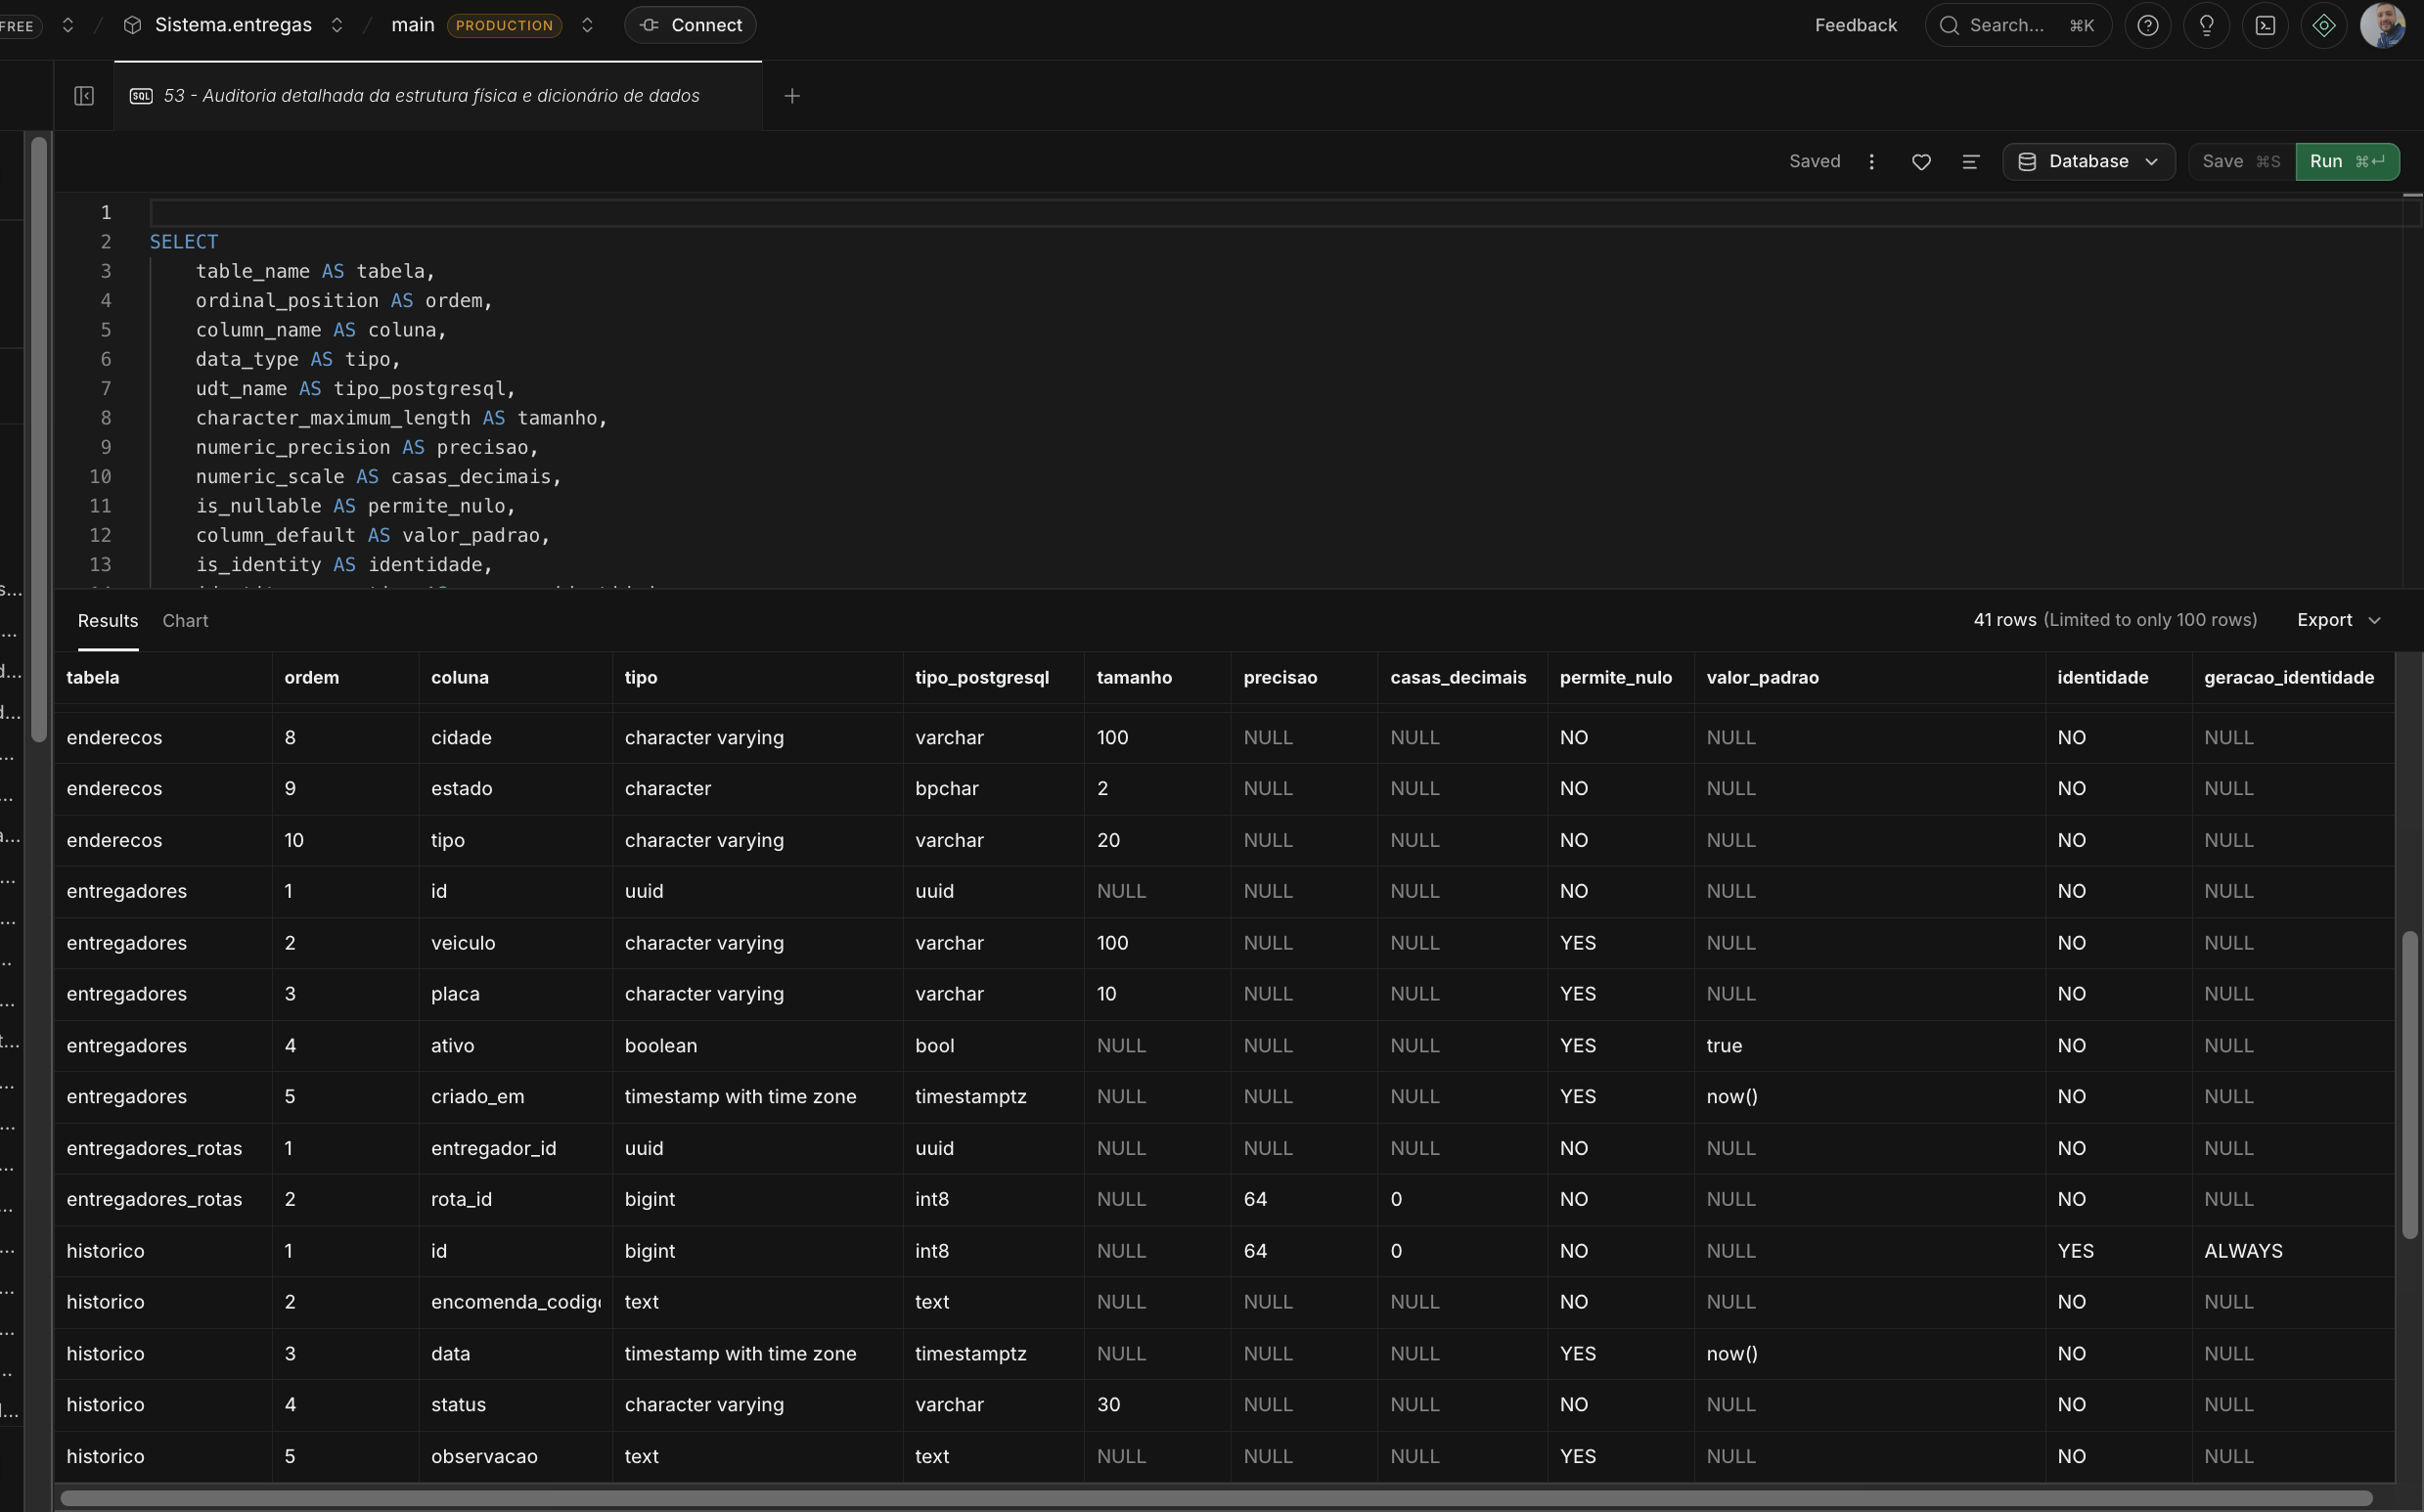 FREE / Sistema.entregas / main PRODUCTION Connect Feedback Search... ⌘K
SQL 53 - Auditoria detalhada da estrutura física e dicionário de dados +
Saved Database Save ⌘S Run ⌘↵
1
2 SELECT
3 table_name AS tabela,
4 ordinal_position AS ordem,
5 column_name AS coluna,
6 data_type AS tipo,
7 udt_name AS tipo_postgresql,
8 character_maximum_length AS tamanho,
9 numeric_precision AS precisao,
10 numeric_scale AS casas_decimais,
11 is_nullable AS permite_nulo,
12 column_default AS valor_padrao,
13 is_identity AS identidade,
Results Chart 41 rows (Limited to only 100 rows) Export
tabela ordem coluna tipo tipo_postgresql tamanho precisao casas_decimais permite_nulo valor_padrao identidade geracao_identidade
enderecos 8 cidade character varying varchar 100 NULL NULL NO NULL NO NULL
enderecos 9 estado character bpchar 2 NULL NULL NO NULL NO NULL
enderecos 10 tipo character varying varchar 20 NULL NULL NO NULL NO NULL
entregadores 1 id uuid uuid NULL NULL NULL NO NULL NO NULL
entregadores 2 veiculo character varying varchar 100 NULL NULL YES NULL NO NULL
entregadores 3 placa character varying varchar 10 NULL NULL YES NULL NO NULL
entregadores 4 ativo boolean bool NULL NULL NULL YES true NO NULL
entregadores 5 criado_em timestamp with time zone timestamptz NULL NULL NULL YES now() NO NULL
entregadores_rotas 1 entregador_id uuid uuid NULL NULL NULL NO NULL NO NULL
entregadores_rotas 2 rota_id bigint int8 NULL 64 0 NO NULL NO NULL
historico 1 id bigint int8 NULL 64 0 NO NULL YES ALWAYS
historico 2 encomenda_codig text text NULL NULL NULL NO NULL NO NULL
historico 3 data timestamp with time zone timestamptz NULL NULL NULL YES now() NO NULL
historico 4 status character varying varchar 30 NULL NULL NO NULL NO NULL
historico 5 observacao text text NULL NULL NULL YES NULL NO NULL